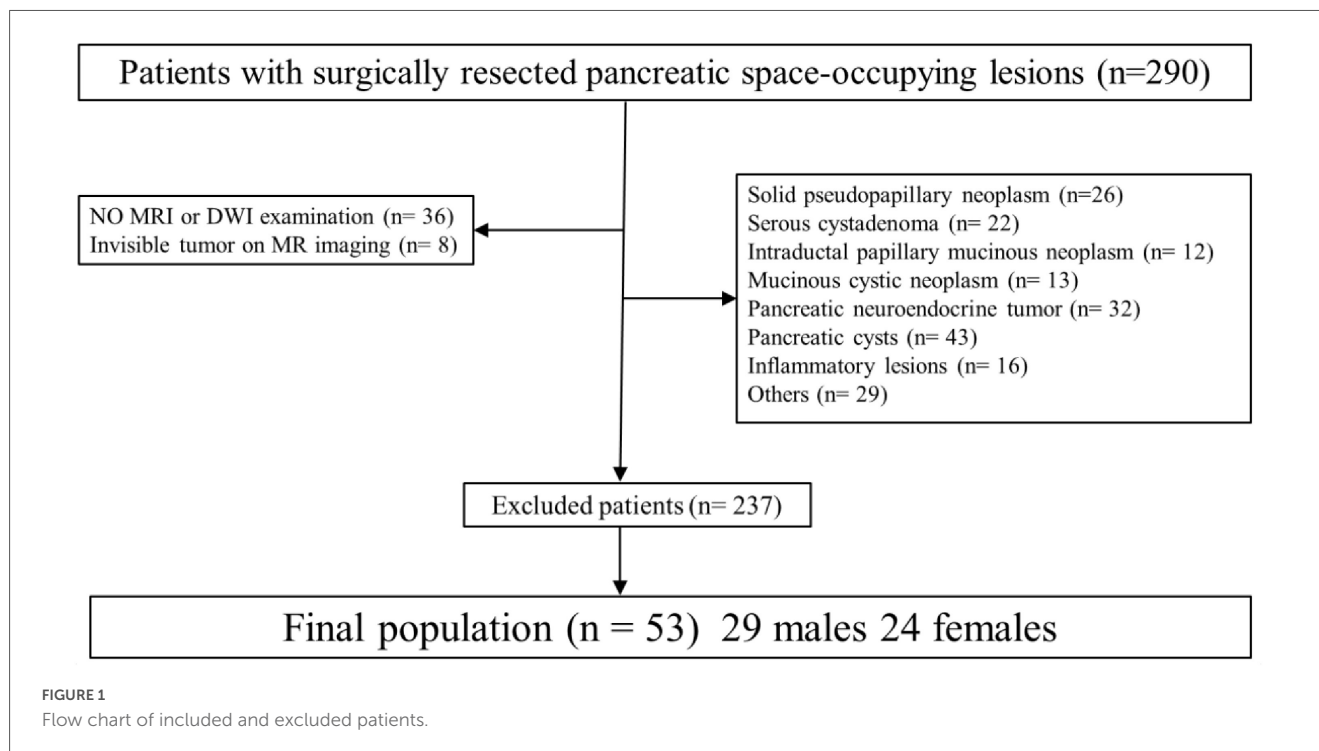 Patients with surgically resected pancreatic space-occupying lesions (n=290)
NO MRI or DWI examination (n= 36)
Invisible tumor on MR imaging (n= 8)
Solid pseudopapillary neoplasm (n=26)
Serous cystadenoma (n= 22)
Intraductal papillary mucinous neoplasm (n= 12)
Mucinous cystic neoplasm (n= 13)
Pancreatic neuroendocrine tumor (n= 32)
Pancreatic cysts (n= 43)
Inflammatory lesions (n= 16)
Others (n= 29)
Excluded patients (n= 237)
Final population (n = 53) 29 males 24 females
FIGURE 1
Flow chart of included and excluded patients.